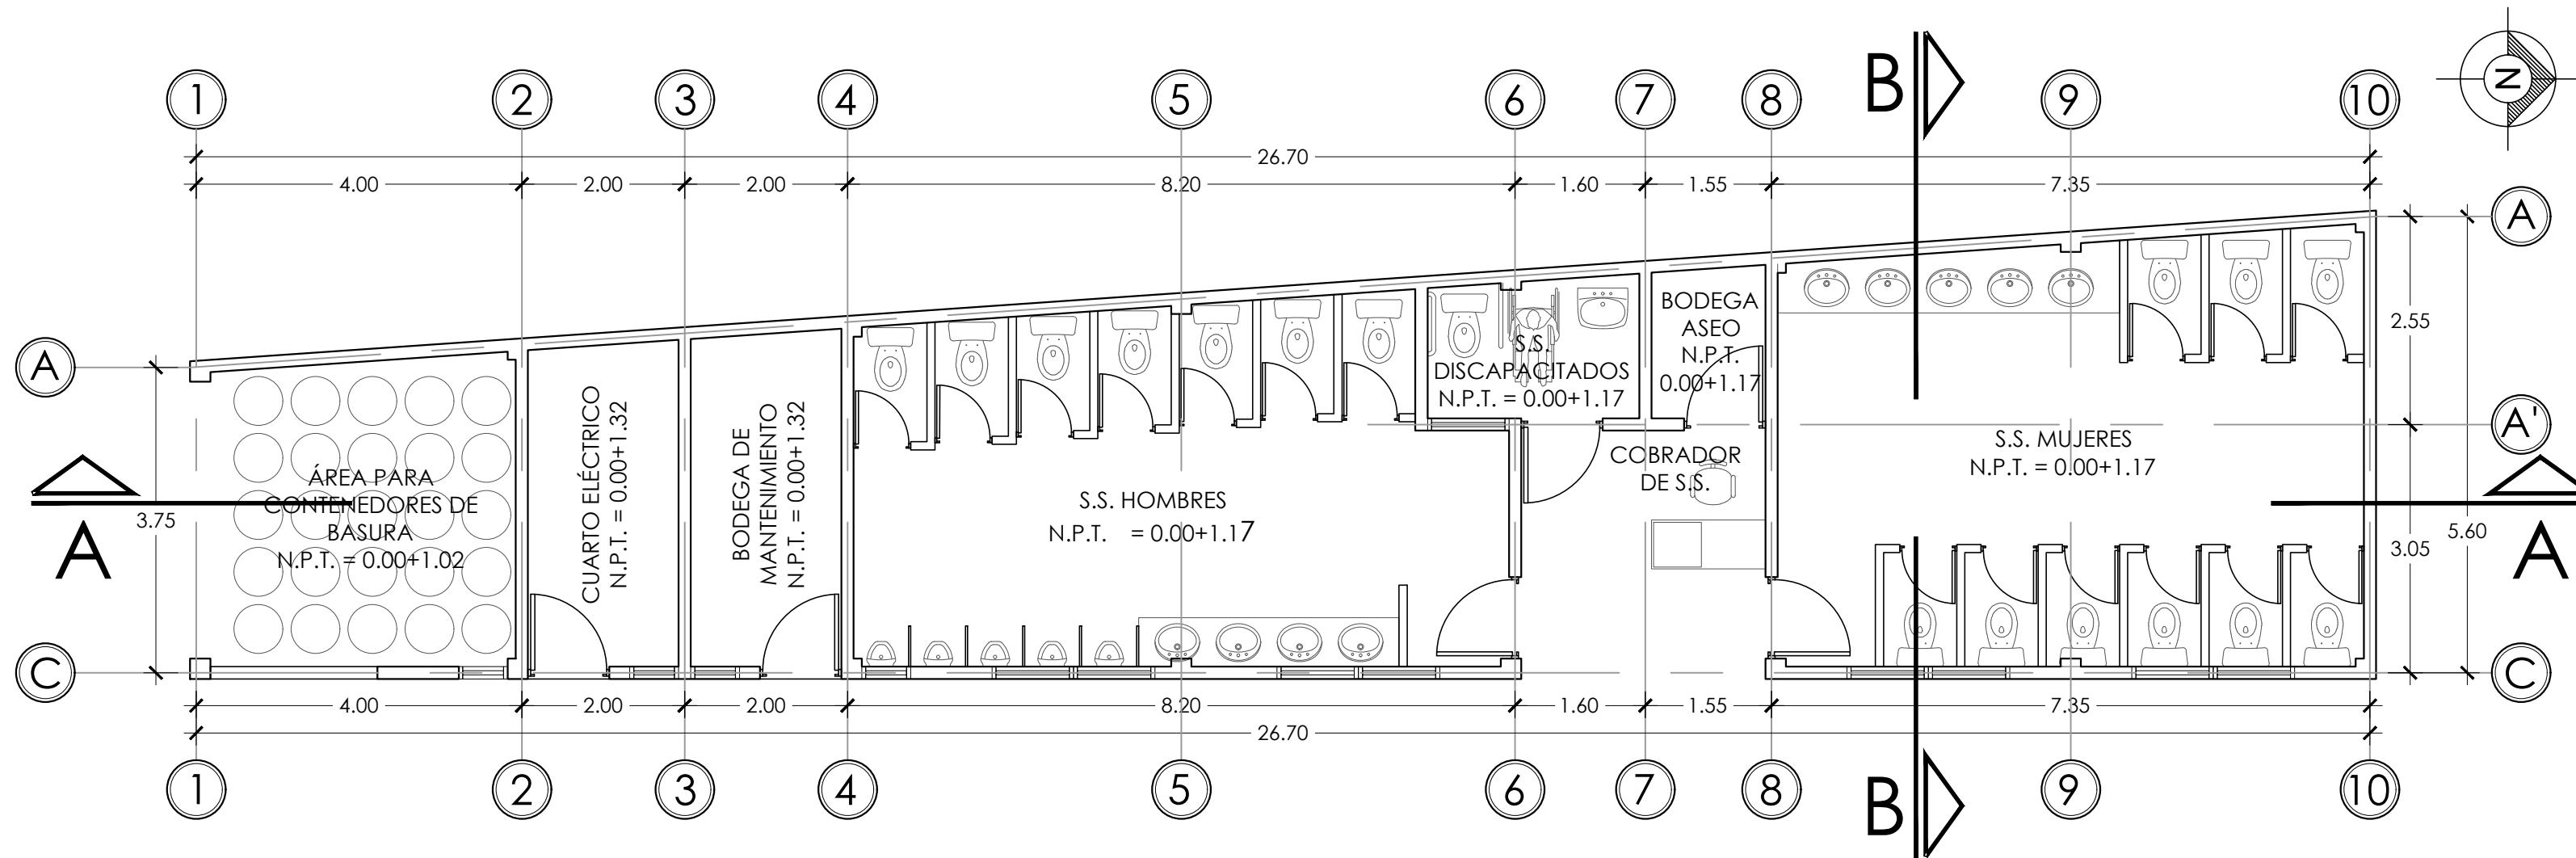 1 2 3 4 5 6 7 8 B 9 10 N
26.70
4.00 2.00 2.00 8.20 1.60 1.55 7.35
A
A
2.55
A'
3.75
A
ÁREA PARA
CONTENEDORES DE
BASURA
N.P.T. = 0.00+1.02
CUARTO ELÉCTRICO
N.P.T. = 0.00+1.32
BODEGA DE
MANTENIMIENTO
N.P.T. = 0.00+1.32
S.S. HOMBRES
N.P.T. = 0.00+1.17
S.S.
DISCAPACITADOS
N.P.T. = 0.00+1.17
BODEGA
ASEO
N.P.T.
0.00+1.17
COBRADOR
DE S.S.
S.S. MUJERES
N.P.T. = 0.00+1.17
5.60
3.05
A
C
C
4.00 2.00 2.00 8.20 1.60 1.55 7.35
26.70
1 2 3 4 5 6 7 8 B 9 10